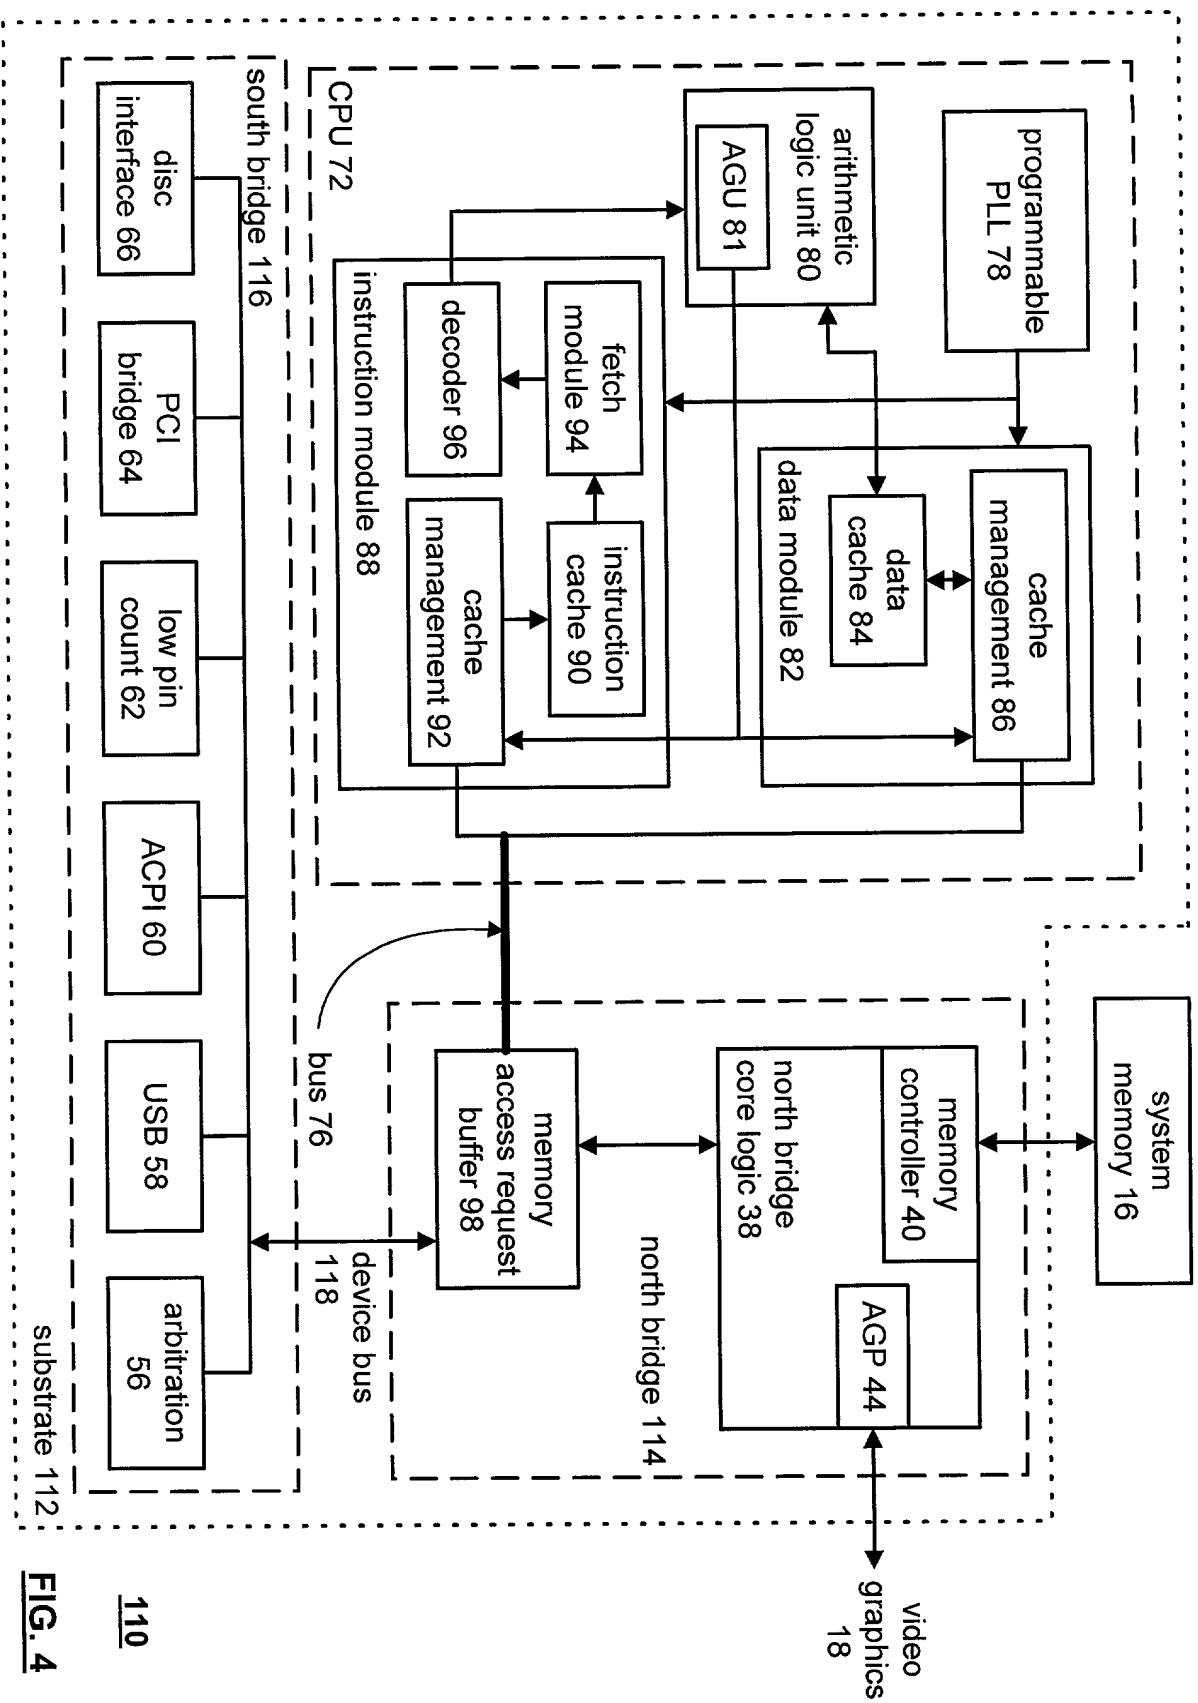 programmable
PLL 78
arithmetic
logic unit 80
AGU 81
CPU 72
cache
management 86
data
cache 84
data module 82
fetch
module 94
decoder 96
instruction
cache 90
cache
management 92
instruction module 88
system
memory 16
memory
controller 40
north bridge
core logic 38
AGP 44
video
graphics
18
north bridge 114
memory
access request
buffer 98
bus 76
device bus
118
south bridge 116
disc
interface 66
PCI
bridge 64
low pin
count 62
ACPI 60
USB 58
arbitration
56
substrate 112
110
FIG. 4